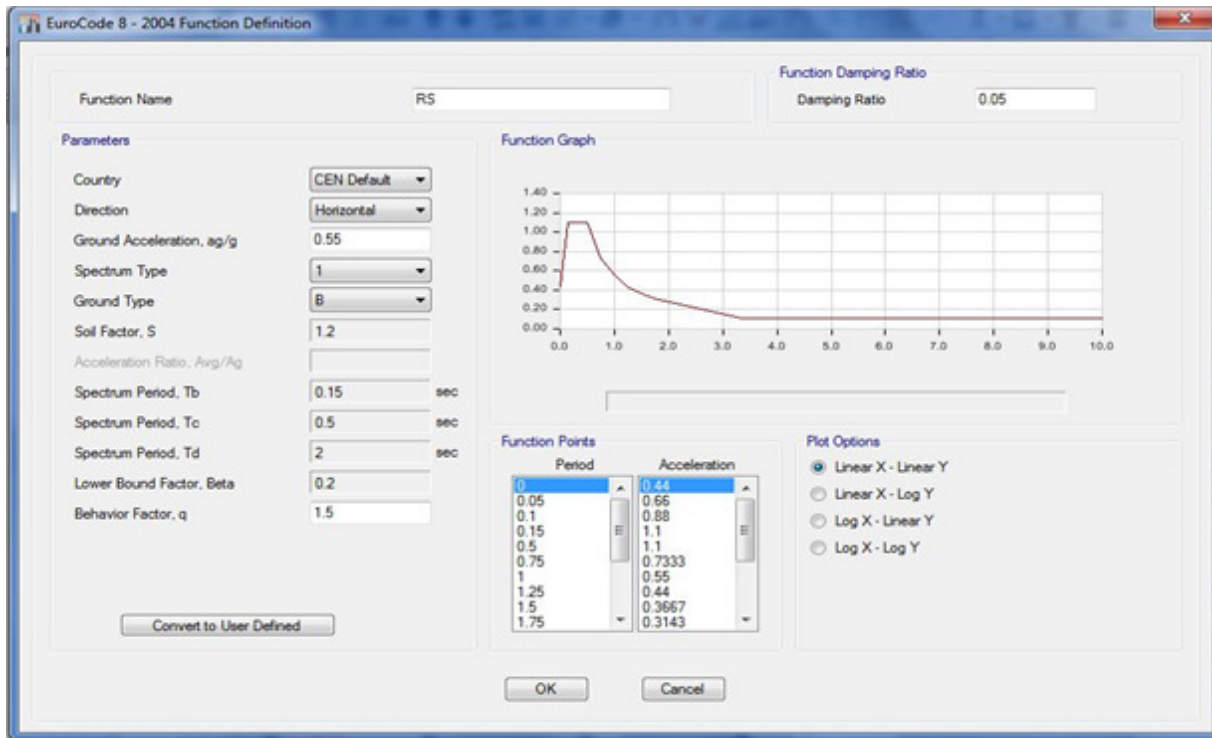 EuroCode 8 - 2004 Function Definition
Function Name RS
Function Damping Ratio
Damping Ratio 0.05
Parameters
Country CEN Default
Direction Horizontal
Ground Acceleration, ag/g 0.55
Spectrum Type 1
Ground Type B
Soil Factor, S 1.2
Acceleration Ratio, Avg/Ag
Spectrum Period, Tb 0.15 sec
Spectrum Period, Tc 0.5 sec
Spectrum Period, Td 2 sec
Lower Bound Factor, Beta 0.2
Behavior Factor, q 1.5
Convert to User Defined
Function Graph
1.40
1.20
1.00
0.80
0.60
0.40
0.20
0.00
0.0 1.0 2.0 3.0 4.0 5.0 6.0 7.0 8.0 9.0 10.0
Function Points
Period Acceleration
0 0.44
0.05 0.66
0.1 0.88
0.15 1.1
0.5 1.1
0.75 0.7333
1 0.55
1.25 0.44
1.5 0.3667
1.75 0.3143
Plot Options
Linear X - Linear Y
Linear X - Log Y
Log X - Linear Y
Log X - Log Y
OK Cancel